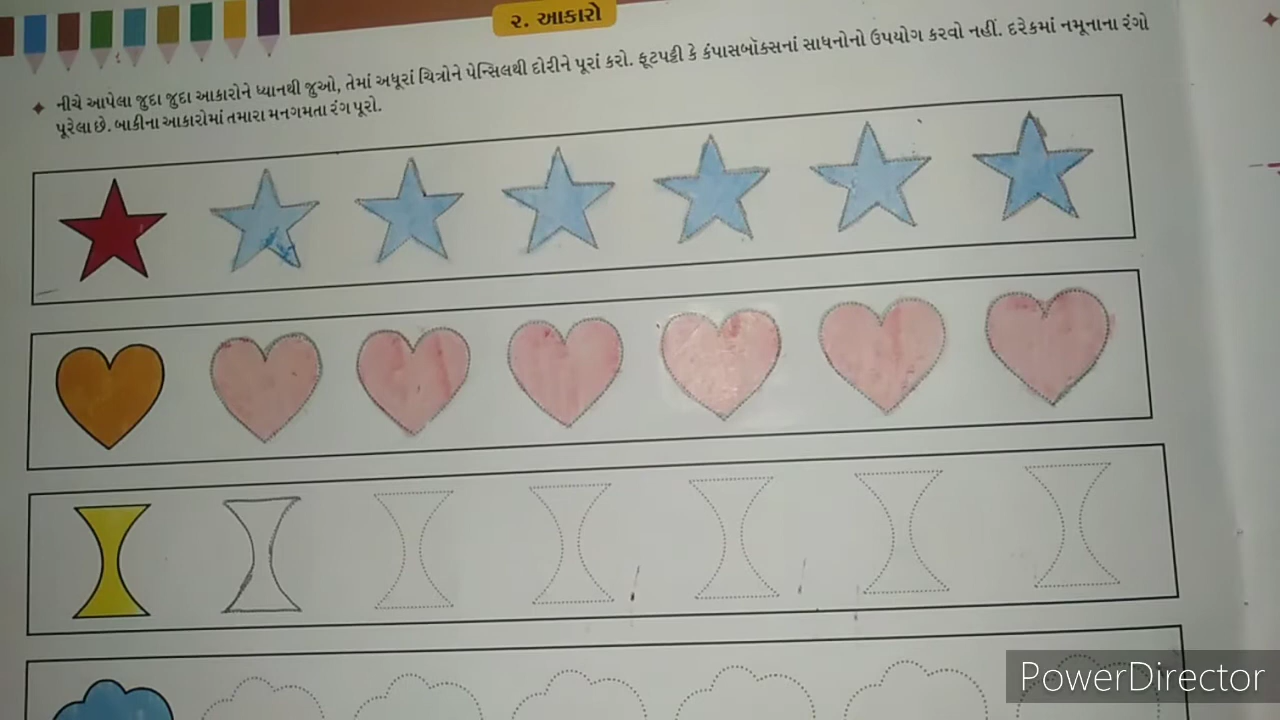 ૨. આકારો
નીચે આપેલા જુદા જુદા આકારોને ધ્યાનથી જુઓ, તેમાં અધૂરાં ચિત્રોને પેન્સિલથી દોરીને પૂરાં કરો. ફૂટપટ્ટી કે કંપાસબૉક્સનાં સાધનોનો ઉપયોગ કરવો નહીં. દરેકમાં નમૂનાના રંગો
પૂરેલા છે. બાકીના આકારોમાં તમારા મનગમતા રંગ પૂરો.
PowerDirector